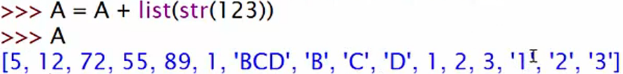 >>> A = A + list(str(123))
>>> A
[5, 12, 72, 55, 89, 1, 'BCD', 'B', 'C', 'D', 1, 2, 3, '1', '2', '3']